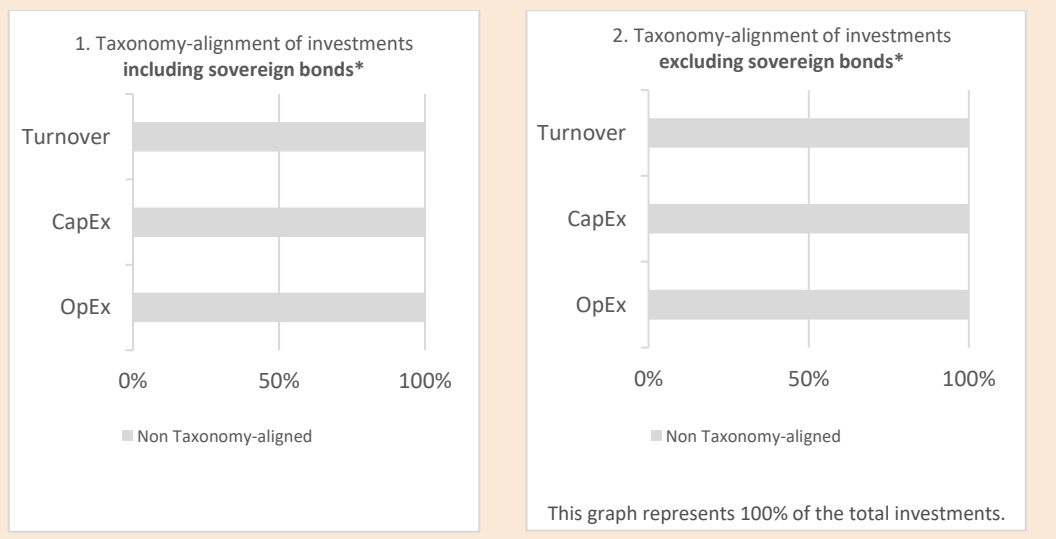 1. Taxonomy-alignment of investments
including sovereign bonds*
Turnover
CapEx
OpEx
0% 50% 100%
Non Taxonomy-aligned
2. Taxonomy-alignment of investments
excluding sovereign bonds*
Turnover
CapEx
OpEx
0% 50% 100%
Non Taxonomy-aligned
This graph represents 100% of the total investments.